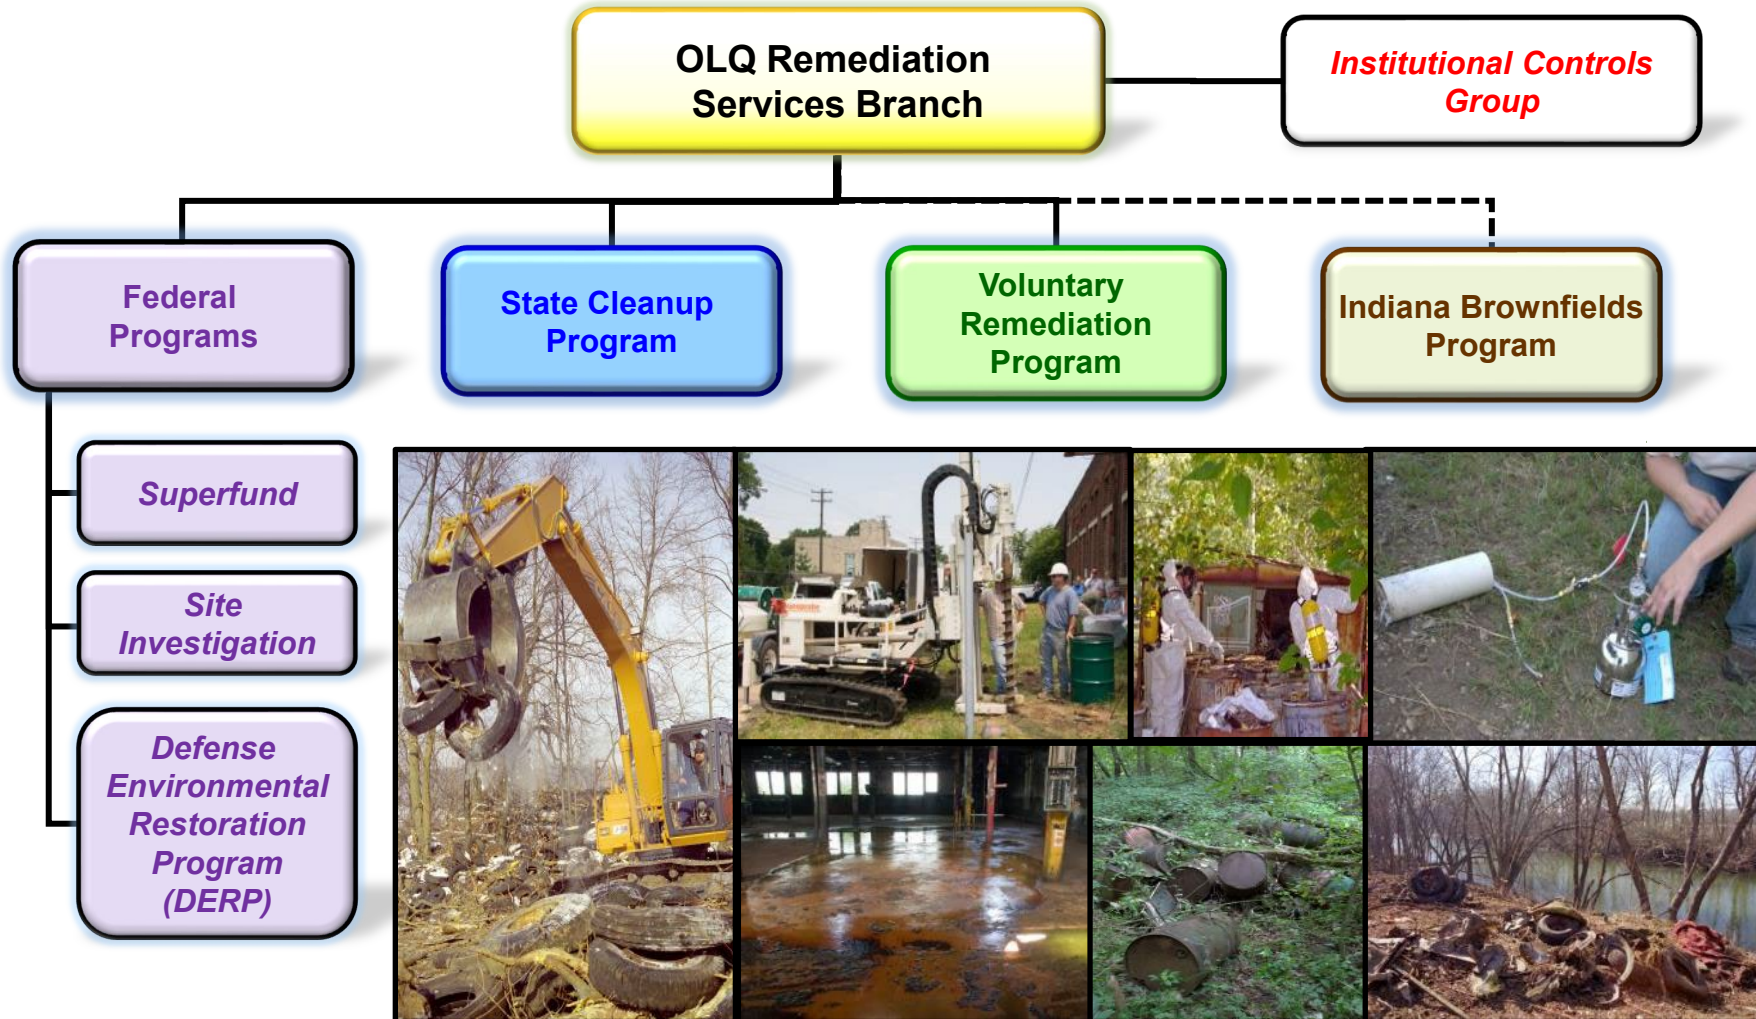 OLQ Remediation
Services Branch
Institutional Controls
Group
Federal
Programs
State Cleanup
Program
Voluntary
Remediation
Program
Indiana Brownfields
Program
Superfund
Site
Investigation
Defense
Environmental
Restoration
Program
(DERP)